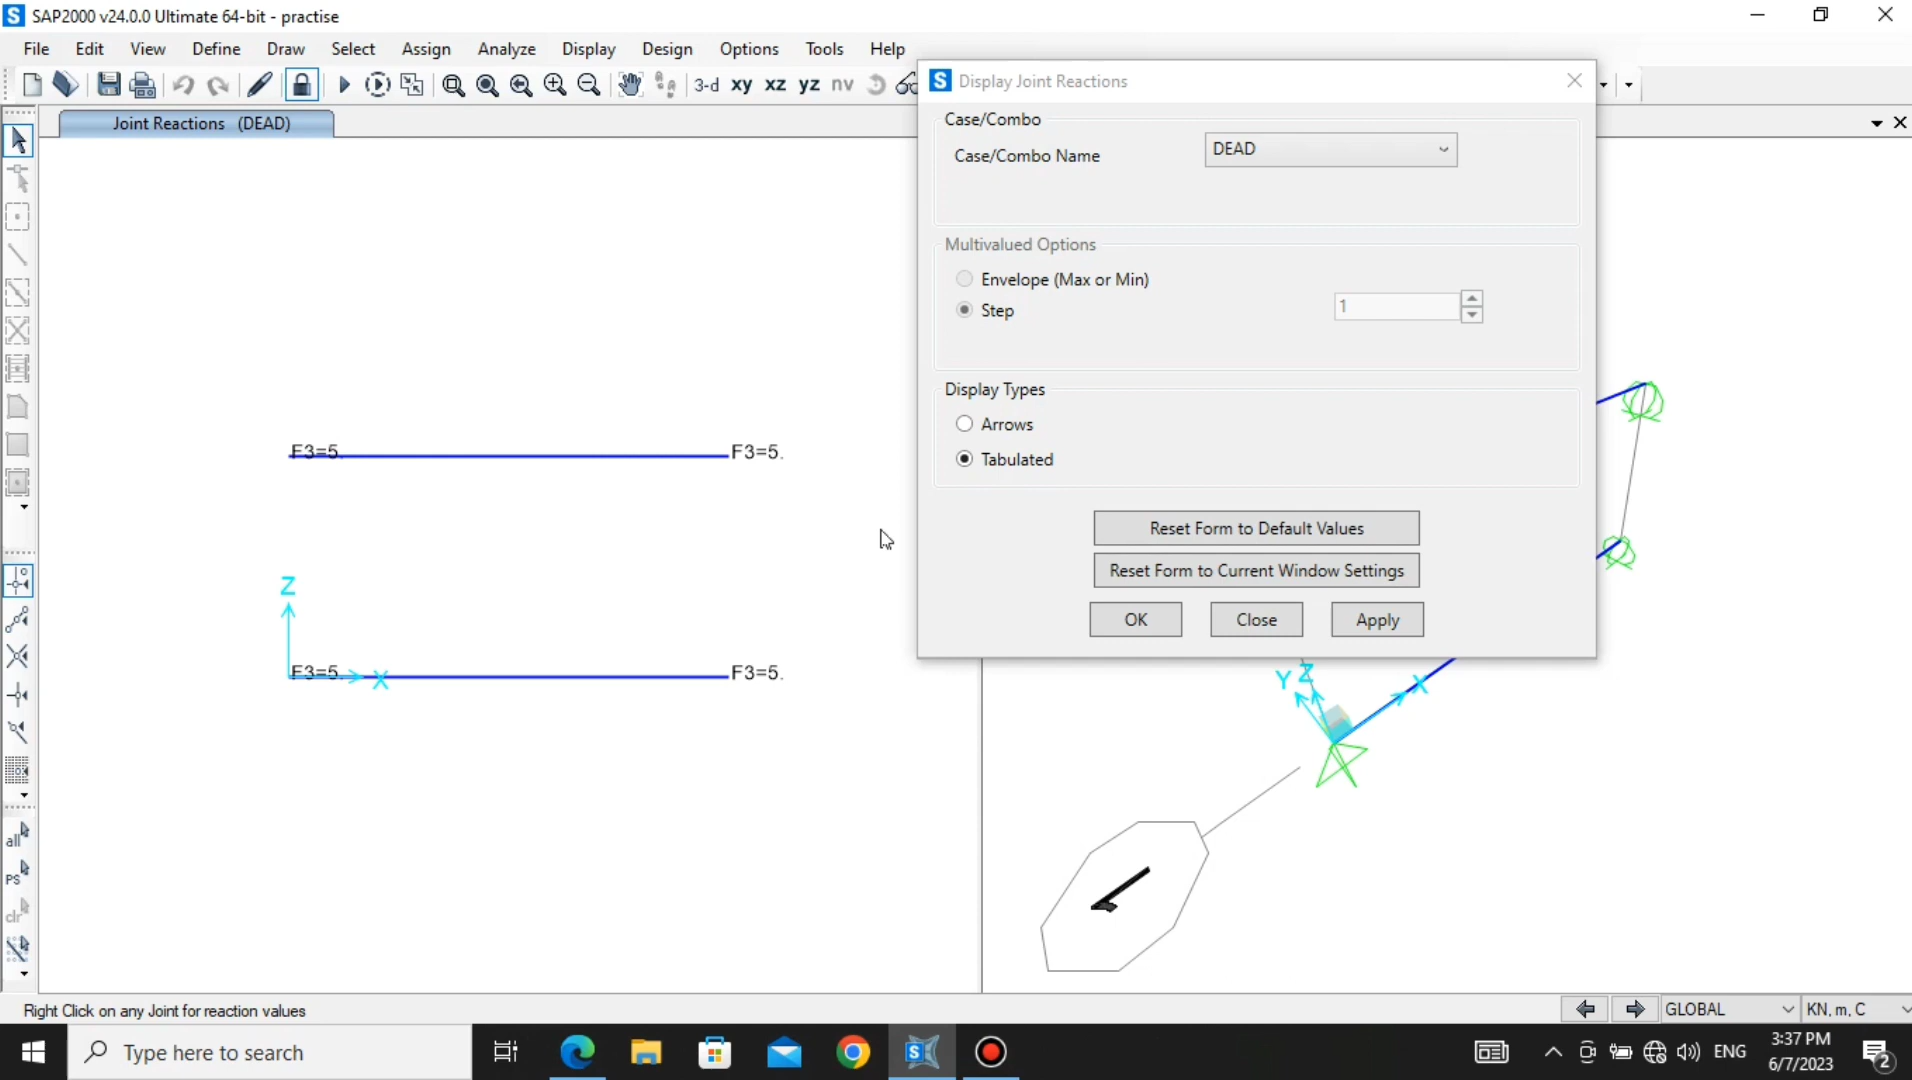 SAP2000 v24.0.0 Ultimate 64-bit - practise
File Edit View Define Draw Select Assign Analyze Display Design Options Tools Help
3-d xy xz yz nv
Joint Reactions (DEAD)
Display Joint Reactions
Case/Combo
Case/Combo Name DEAD
Multivalued Options
Envelope (Max or Min)
Step 1
Display Types
Arrows
Tabulated
Reset Form to Default Values
Reset Form to Current Window Settings
OK Close Apply
F3=5. F3=5.
Z
F3=5. X F3=5.
Y Z X
all
PS
clr
Right Click on any Joint for reaction values
GLOBAL KN, m, C
Type here to search
ENG
3:37 PM
6/7/2023
2